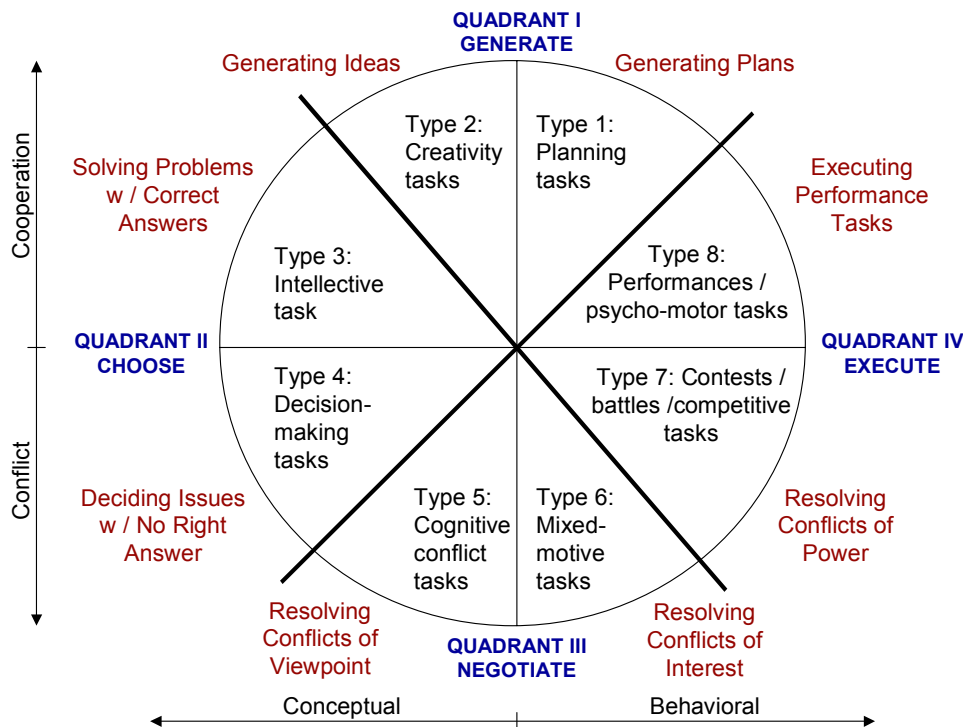 QUADRANT I
GENERATE
Generating Ideas
Generating Plans
Type 2:
Creativity
tasks
Type 1:
Planning
tasks
Cooperation
Solving Problems
w / Correct
Answers
Executing
Performance
Tasks
Type 3:
Intellective
task
Type 8:
Performances /
psycho-motor tasks
QUADRANT II
CHOOSE
QUADRANT IV
EXECUTE
Type 4:
Decision-
making
tasks
Type 7: Contests /
battles /competitive
tasks
Conflict
Deciding Issues
w / No Right
Answer
Type 5:
Cognitive
conflict
tasks
Type 6:
Mixed-
motive
tasks
Resolving
Conflicts of
Power
Resolving
Conflicts of
Viewpoint
QUADRANT III
NEGOTIATE
Resolving
Conflicts of
Interest
Conceptual
Behavioral